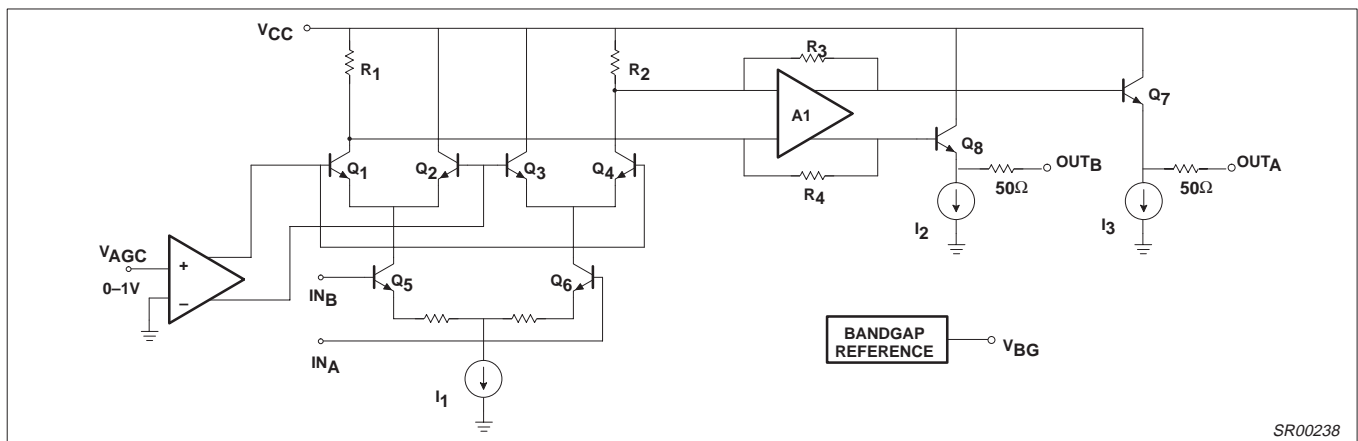 VCC
R1
R2
R3
A1
R4
Q7
Q8
Q1
Q2
Q3
Q4
OUTB
50Ω
OUTA
50Ω
I2
I3
VAGC
0–1V
+
–
INB
Q5
Q6
INA
I1
BANDGAP
REFERENCE
VBG
SR00238